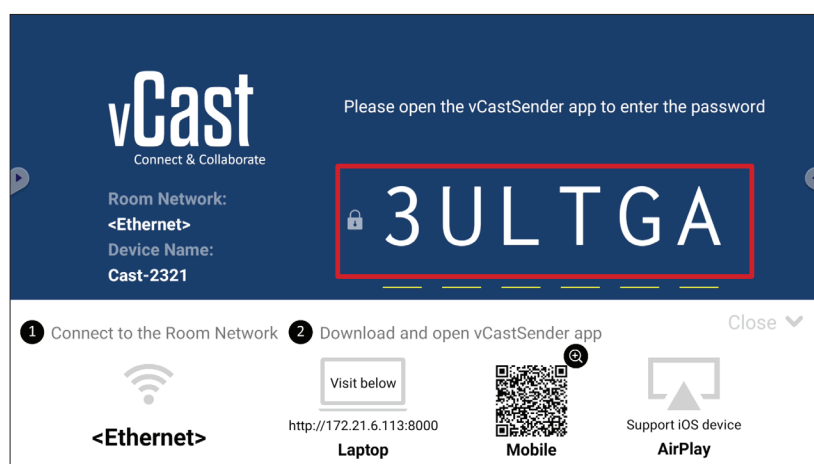 vCast
Connect & Collaborate
Please open the vCastSender app to enter the password
Room Network:
<Ethernet>
Device Name:
Cast-2321
3ULTGA
1 Connect to the Room Network
2 Download and open vCastSender app
Close
<Ethernet>
Visit below
http://172.21.6.113:8000
Laptop
Mobile
Support iOS device
AirPlay